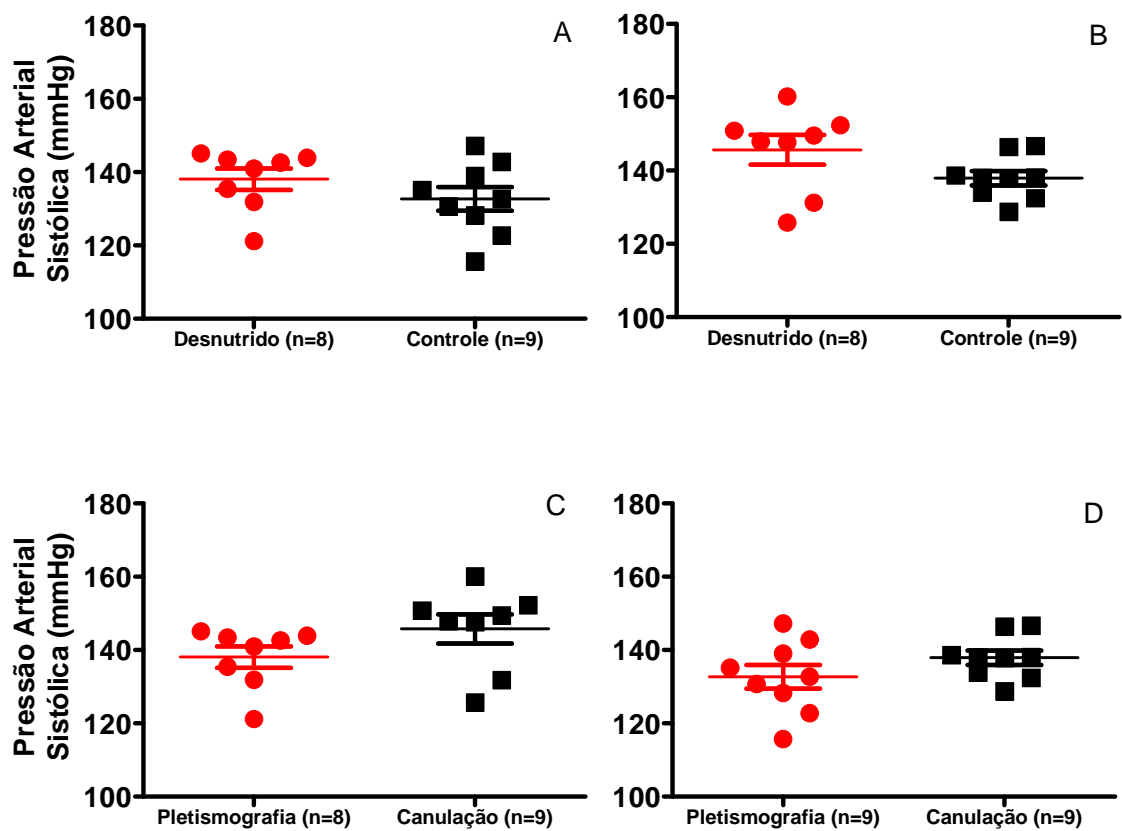 A
Pressão Arterial
Sistólica (mmHg)
180
160
140
120
100
Desnutrido (n=8)
Controle (n=9)
B
180
160
140
120
100
Desnutrido (n=8)
Controle (n=9)
C
Pressão Arterial
Sistólica (mmHg)
180
160
140
120
100
Pletismografia (n=8)
Canulação (n=9)
D
180
160
140
120
100
Pletismografia (n=9)
Canulação (n=9)